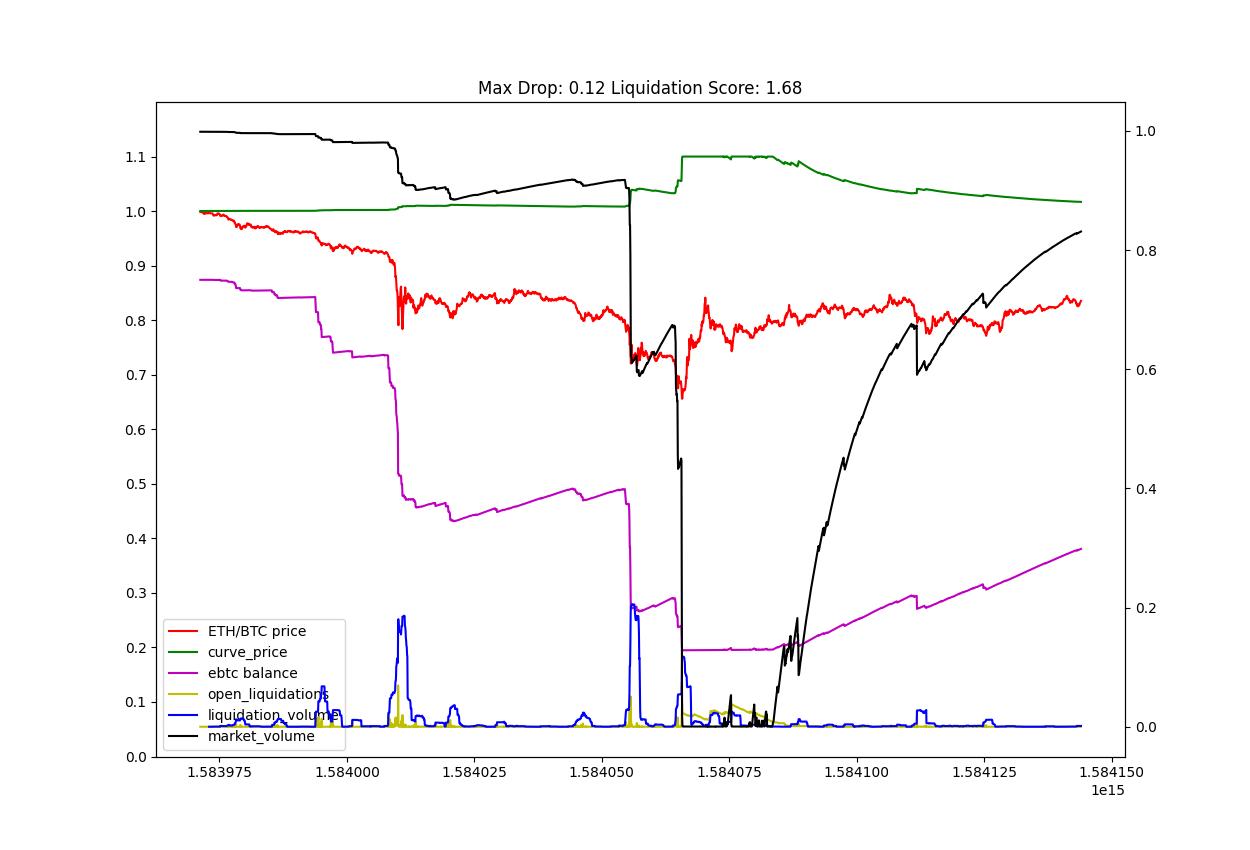 Max Drop: 0.12 Liquidation Score: 1.68
1.1
1.0
0.9
0.8
0.7
0.6
0.5
0.4
0.3
0.2
0.1
0.0
1.0
0.8
0.6
0.4
0.2
0.0
ETH/BTC price
curve_price
ebtc balance
open_liquidations
liquidation_volume
market_volume
1.583975 1.584000 1.584025 1.584050 1.584075 1.584100 1.584125 1.584150
1e15